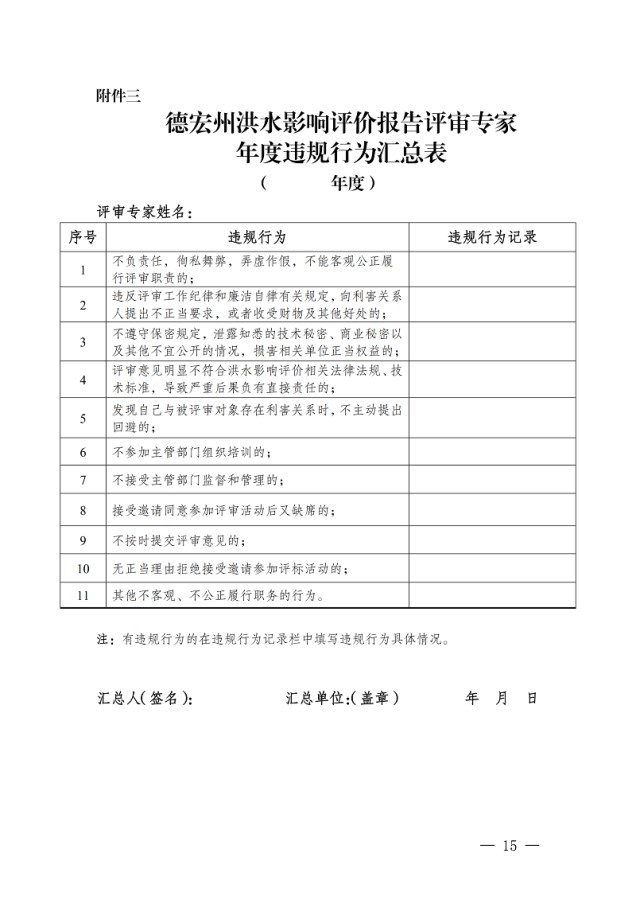 附件三
德宏州洪水影响评价报告评审专家
年度违规行为汇总表
（ 年度）
评审专家姓名：
序号 违规行为 违规行为记录
1 不负责任，徇私舞弊，弄虚作假，不能客观公正履
行评审职责的；
2 违反评审工作纪律和廉洁自律有关规定，向利害关系
人提出不正当要求，或者收受财物及其他好处的；
3 不遵守保密规定，泄露知悉的技术秘密、商业秘密以
及其他不宜公开的情况，损害相关单位正当权益的；
4 评审意见明显不符合洪水影响评价相关法律法规、技
术标准，导致严重后果负有直接责任的；
5 发现自己与被评审对象存在利害关系时，不主动提出
回避的；
6 不参加主管部门组织培训的；
7 不接受主管部门监督和管理的；
8 接受邀请同意参加评审活动后又缺席的；
9 不按时提交评审意见的；
10 无正当理由拒绝接受邀请参加评标活动的；
11 其他不客观、不公正履行职务的行为。
注：有违规行为的在违规行为记录栏中填写违规行为具体情况。
汇总人（签名）： 汇总单位：（盖章） 年 月 日
— 15 —